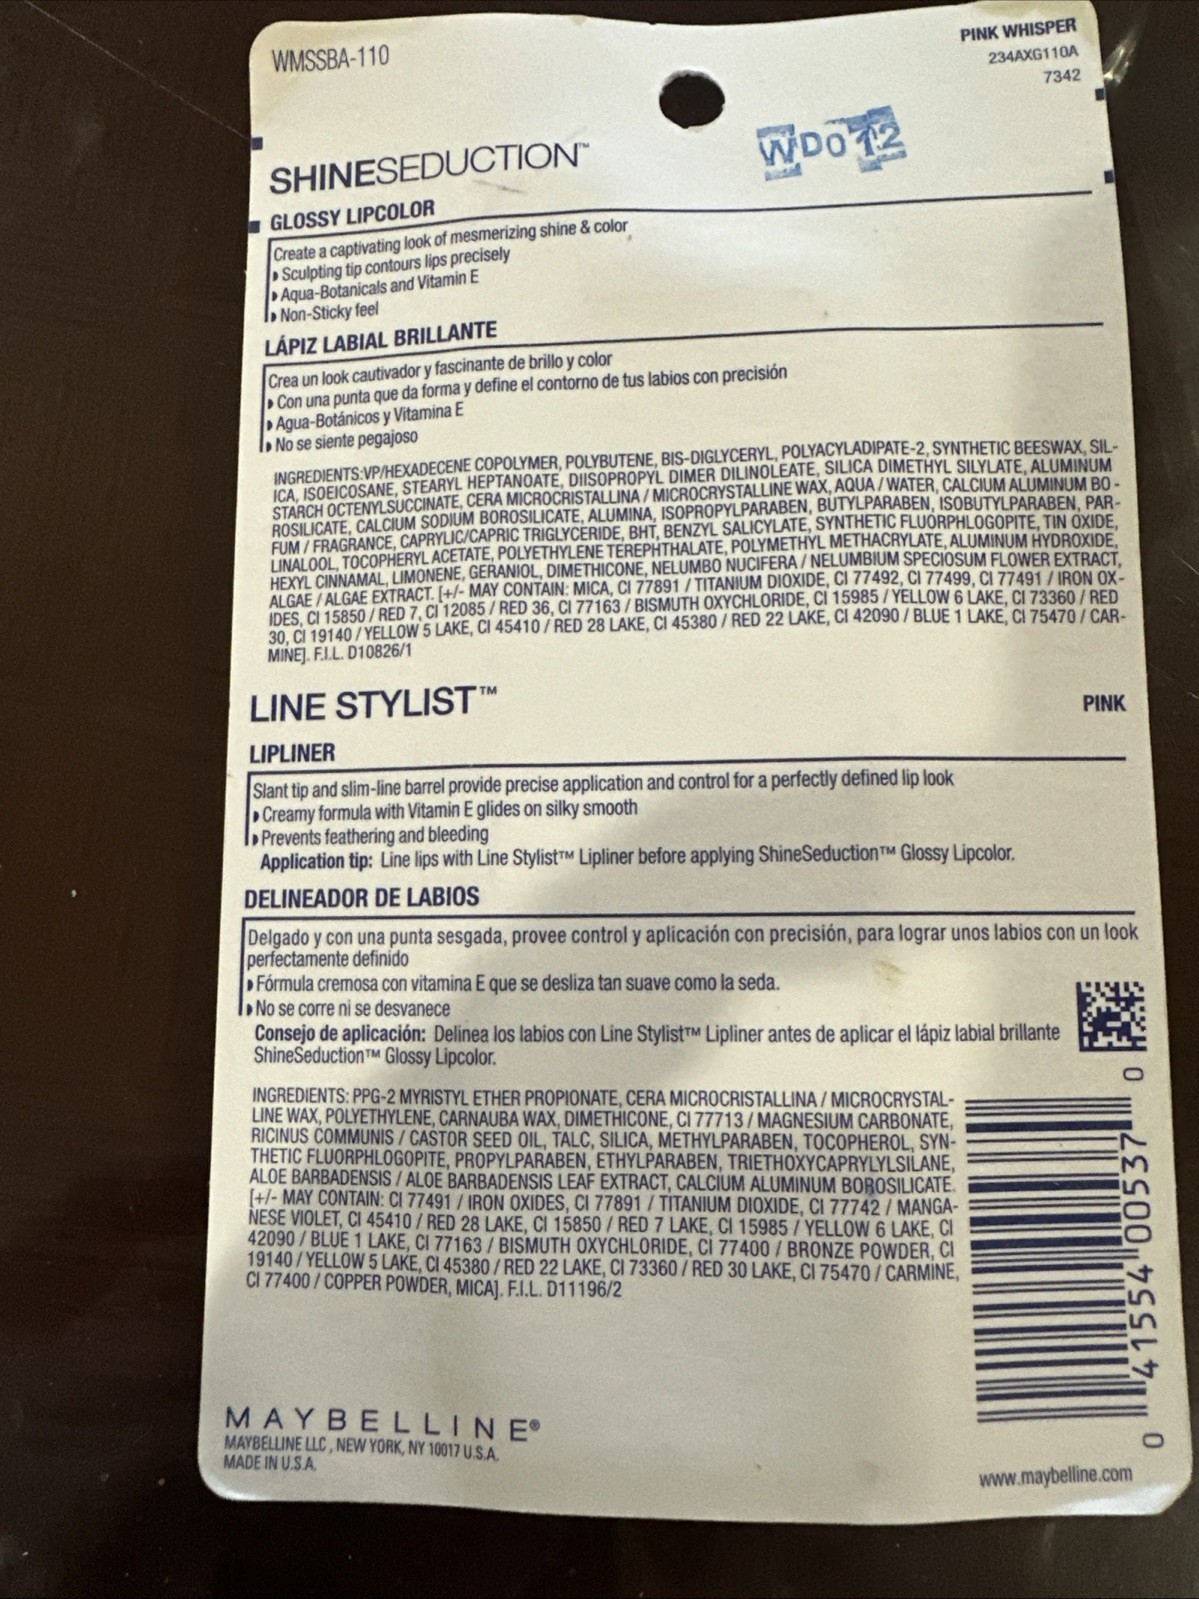 WMSSBA-110
PINK WHISPER
234AXG110A
7342
WDO12
SHINESEDUCTION™
GLOSSY LIPCOLOR
Create a captivating look of mesmerizing shine & color
Sculpting tip contours lips precisely
Aqua-Botanicals and Vitamin E
Non-Sticky feel
LÁPIZ LABIAL BRILLANTE
Crea un look cautivador y fascinante de brillo y color
Con una punta que da forma y define el contorno de tus labios con precisión
Agua-Botánicos y Vitamina E
No se siente pegajoso
INGREDIENTS:VP/HEXADECENE COPOLYMER, POLYBUTENE, BIS-DIGLYCERYL, POLYACYLADIPATE-2, SYNTHETIC BEESWAX, SIL-
ICA, ISOEICOSANE, STEARYL HEPTANOATE, DIISOPROPYL DIMER DILINOLEATE, SILICA DIMETHYL SILYLATE, ALUMINUM
STARCH OCTENYLSUCCINATE, CERA MICROCRISTALLINA / MICROCRYSTALLINE WAX, AQUA / WATER, CALCIUM ALUMINUM BO-
ROSILICATE, CALCIUM SODIUM BOROSILICATE, ALUMINA, ISOPROPYLPARABEN, BUTYLPARABEN, ISOBUTYLPARABEN, PAR-
FUM / FRAGRANCE, CAPRYLIC/CAPRIC TRIGLYCERIDE, BHT, BENZYL SALICYLATE, SYNTHETIC FLUORPHLOGOPITE, TIN OXIDE,
LINALOOL, TOCOPHERYL ACETATE, POLYETHYLENE TEREPHTHALATE, POLYMETHYL METHACRYLATE, ALUMINUM HYDROXIDE,
HEXYL CINNAMAL, LIMONENE, GERANIOL, DIMETHICONE, NELUMBO NUCIFERA / NELUMBIUM SPECIOSUM FLOWER EXTRACT,
ALGAE / ALGAE EXTRACT. [+/- MAY CONTAIN: MICA, CI 77891 / TITANIUM DIOXIDE, CI 77492, CI 77499, CI 77491 / IRON OX-
IDES, CI 15850 / RED 7, CI 12085 / RED 36, CI 77163 / BISMUTH OXYCHLORIDE, CI 15985 / YELLOW 6 LAKE, CI 73360 / RED
30, CI 19140 / YELLOW 5 LAKE, CI 45410 / RED 28 LAKE, CI 45380 / RED 22 LAKE, CI 42090 / BLUE 1 LAKE, CI 75470 / CAR-
MINE]. F.I.L. D10826/1
LINE STYLIST™
PINK
LIPLINER
Slant tip and slim-line barrel provide precise application and control for a perfectly defined lip look
Creamy formula with Vitamin E glides on silky smooth
Prevents feathering and bleeding
Application tip: Line lips with Line Stylist™ Lipliner before applying ShineSeduction™ Glossy Lipcolor.
DELINEADOR DE LABIOS
Delgado y con una punta sesgada, provee control y aplicación con precisión, para lograr unos labios con un look
perfectamente definido
Fórmula cremosa con vitamina E que se desliza tan suave como la seda.
No se corre ni se desvanece
Consejo de aplicación: Delinea los labios con Line Stylist™ Lipliner antes de aplicar el lápiz labial brillante
ShineSeduction™ Glossy Lipcolor.
INGREDIENTS: PPG-2 MYRISTYL ETHER PROPIONATE, CERA MICROCRISTALLINA / MICROCRYSTAL-
LINE WAX, POLYETHYLENE, CARNAUBA WAX, DIMETHICONE, CI 77713 / MAGNESIUM CARBONATE,
RICINUS COMMUNIS / CASTOR SEED OIL, TALC, SILICA, METHYLPARABEN, TOCOPHEROL, SYN-
THETIC FLUORPHLOGOPITE, PROPYLPARABEN, ETHYLPARABEN, TRIETHOXYCAPRYLYLSILANE,
ALOE BARBADENSIS / ALOE BARBADENSIS LEAF EXTRACT, CALCIUM ALUMINUM BOROSILICATE.
[+/- MAY CONTAIN: CI 77491 / IRON OXIDES, CI 77891 / TITANIUM DIOXIDE, CI 77742 / MANGA-
NESE VIOLET, CI 45410 / RED 28 LAKE, CI 15850 / RED 7 LAKE, CI 15985 / YELLOW 6 LAKE, CI
42090 / BLUE 1 LAKE, CI 77163 / BISMUTH OXYCHLORIDE, CI 77400 / BRONZE POWDER, CI
19140 / YELLOW 5 LAKE, CI 45380 / RED 22 LAKE, CI 73360 / RED 30 LAKE, CI 75470 / CARMINE,
CI 77400 / COPPER POWDER, MICA]. F.I.L. D11196/2
0 41554 00537 0
MAYBELLINE®
MAYBELLINE LLC, NEW YORK, NY 10017 U.S.A.
MADE IN U.S.A.
www.maybelline.com